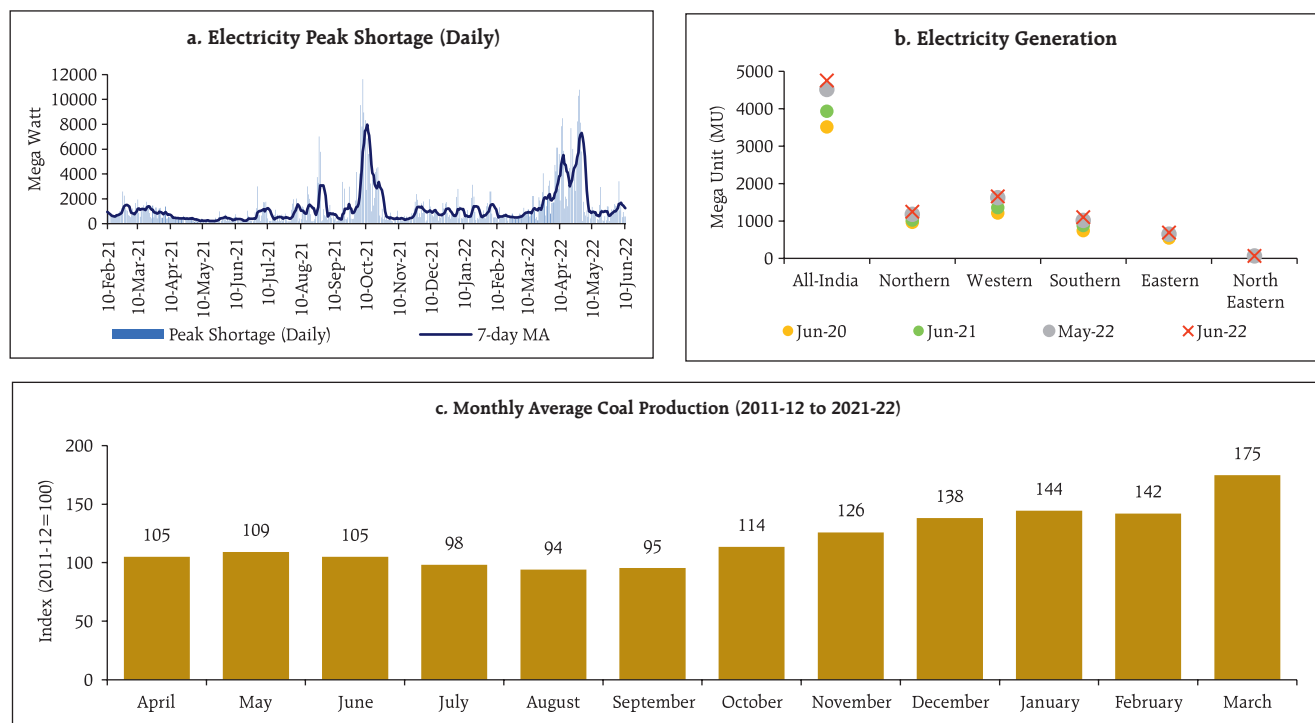 a. Electricity Peak Shortage (Daily)
Mega Watt
12000
10000
8000
6000
4000
2000
0
10-Feb-21
10-Mar-21
10-Apr-21
10-May-21
10-Jun-21
10-Jul-21
10-Aug-21
10-Sep-21
10-Oct-21
10-Nov-21
10-Dec-21
10-Jan-22
10-Feb-22
10-Mar-22
10-Apr-22
10-May-22
10-Jun-22
Peak Shortage (Daily) 7-day MA
b. Electricity Generation
Mega Unit (MU)
5000
4000
3000
2000
1000
0
All-India Northern Western Southern Eastern North
Eastern
Jun-20 Jun-21 May-22 Jun-22
c. Monthly Average Coal Production (2011-12 to 2021-22)
Index (2011-12=100)
200
150
100
50
0
105 109 105 98 94 95 114 126 138 144 142 175
April May June July August September October November December January February March